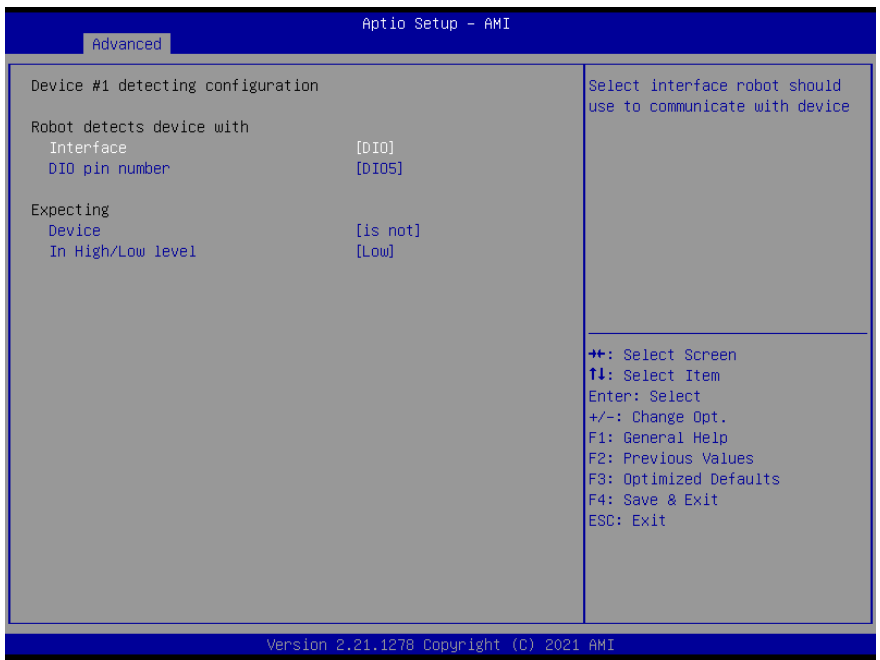 Aptio Setup – AMI
Advanced
Device #1 detecting configuration
Robot detects device with
Interface [DIO]
DIO pin number [DIO5]
Expecting
Device [is not]
In High/Low level [Low]
Select interface robot should
use to communicate with device
→←: Select Screen
↑↓: Select Item
Enter: Select
+/-: Change Opt.
F1: General Help
F2: Previous Values
F3: Optimized Defaults
F4: Save & Exit
ESC: Exit
Version 2.21.1278 Copyright (C) 2021 AMI